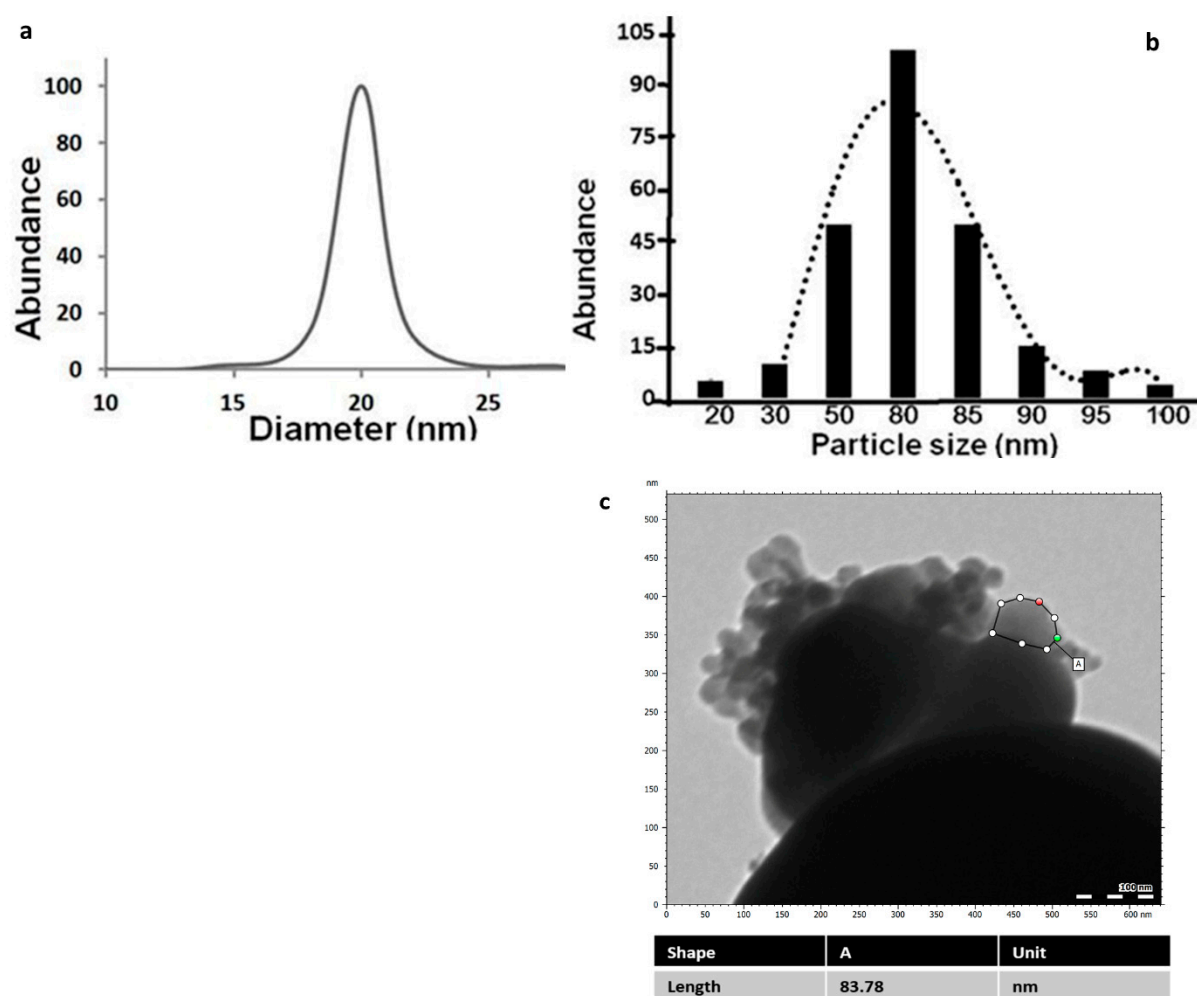 a
100
80
60
40
20
0
Abundance
10 15 20 25
Diameter (nm)
b
105
90
75
60
45
30
15
0
Abundance
20 30 50 80 85 90 95 100
Particle size (nm)
c
nm
500
450
400
350
300
250
200
150
100
50
0
A
100 nm
0 50 100 150 200 250 300 350 400 450 500 550 600 nm
Shape A Unit
Length 83.78 nm